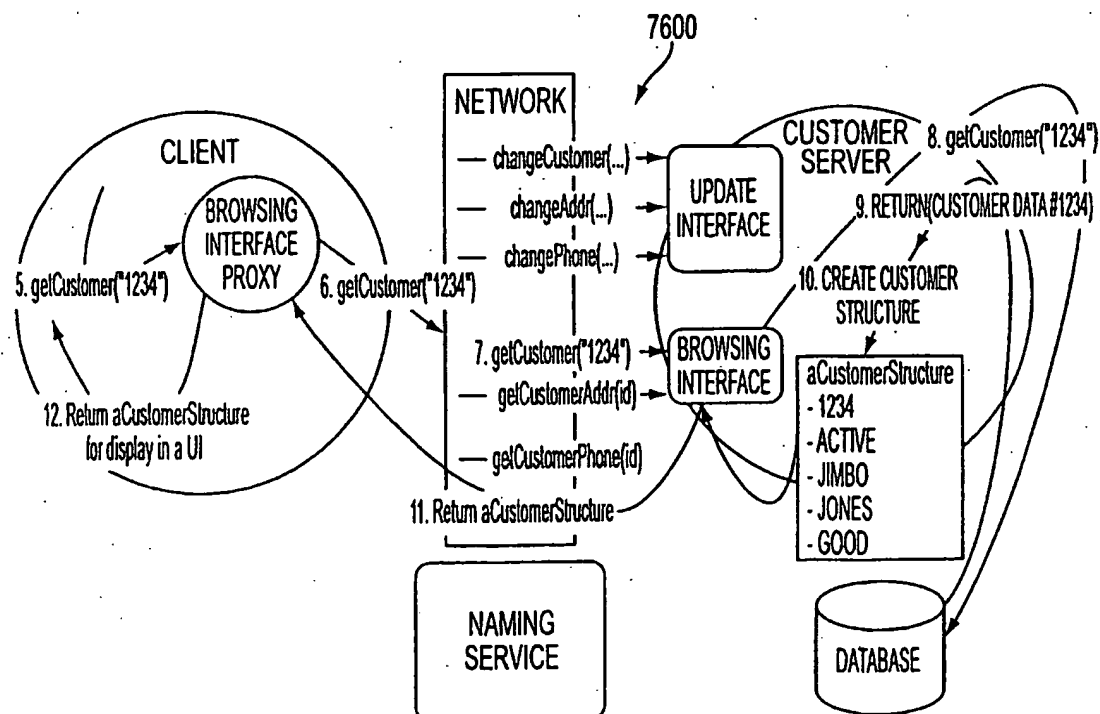 7600
NETWORK
CLIENT
BROWSING
INTERFACE
PROXY
5. getCustomer("1234")
6. getCustomer("1234")
12. Return aCustomerStructure
for display in a UI
changeCustomer(...)
changeAddr(...)
changePhone(...)
7. getCustomer("1234")
getCustomerAddr(id)
getCustomerPhone(id)
11. Return aCustomerStructure
UPDATE
INTERFACE
BROWSING
INTERFACE
CUSTOMER
SERVER
8. getCustomer("1234")
9. RETURN(CUSTOMER DATA #1234)
10. CREATE CUSTOMER
STRUCTURE
aCustomerStructure
- 1234
- ACTIVE
- JIMBO
- JONES
- GOOD
NAMING
SERVICE
DATABASE